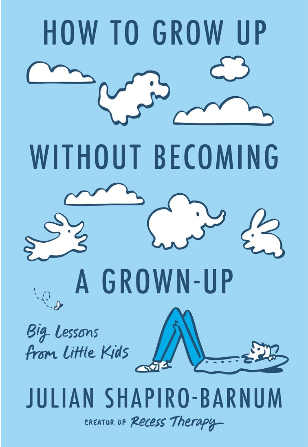 HOW TO GROW UP
WITHOUT BECOMING
A GROWN-UP
Big Lessons
from Little Kids
JULIAN SHAPIRO-BARNUM
CREATOR OF Recess Therapy